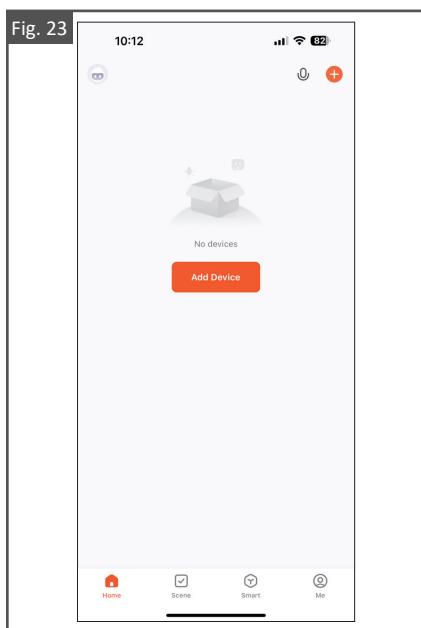 Fig. 23
10:12
82
No devices
Add Device
Home Scene Smart Me